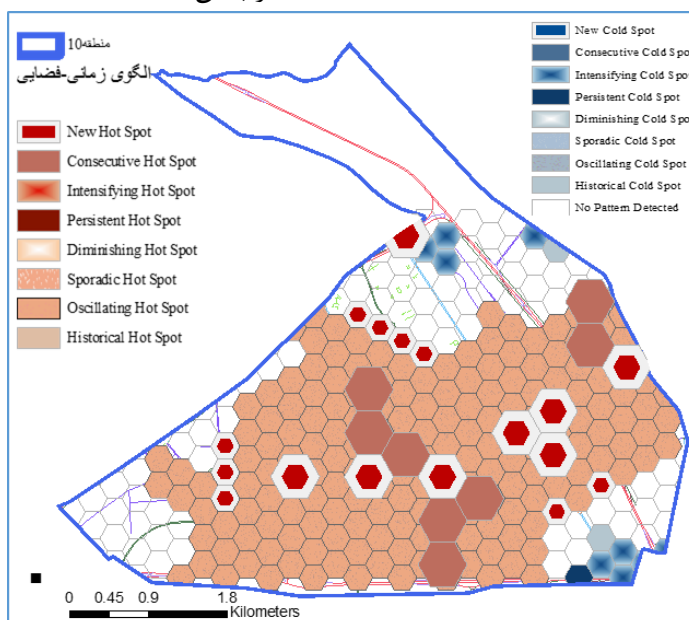 منطقه10
الگوی زمانی-فضایی
New Hot Spot
Consecutive Hot Spot
Intensifying Hot Spot
Persistent Hot Spot
Diminishing Hot Spot
Sporadic Hot Spot
Oscillating Hot Spot
Historical Hot Spot
New Cold Spot
Consecutive Cold Spot
Intensifying Cold Spot
Persistent Cold Spot
Diminishing Cold Spot
Sporadic Cold Spot
Oscillating Cold Spot
Historical Cold Spot
No Pattern Detected
0 0.45 0.9 1.8
Kilometers